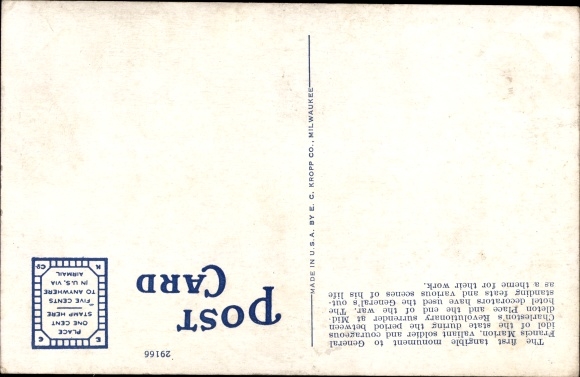 The first tangible monument to General
Francis Marion, valiant soldier and courageous
idol of the state during the period between
Charleston's Revolutionary surrender at Mid-
dleton Place and the end of the war. The
hotel decorators have used the General's out-
standing feats and various scenes of his life
as a theme for their work.
MADE IN U.S.A. BY E. C. KROPP CO., MILWAUKEE
29166
POST
CARD
PLACE
ONE CENT
STAMP HERE
"FIVE CENTS
TO ANYWHERE
IN U.S. VIA
AIRMAIL
E. C. K. Co.